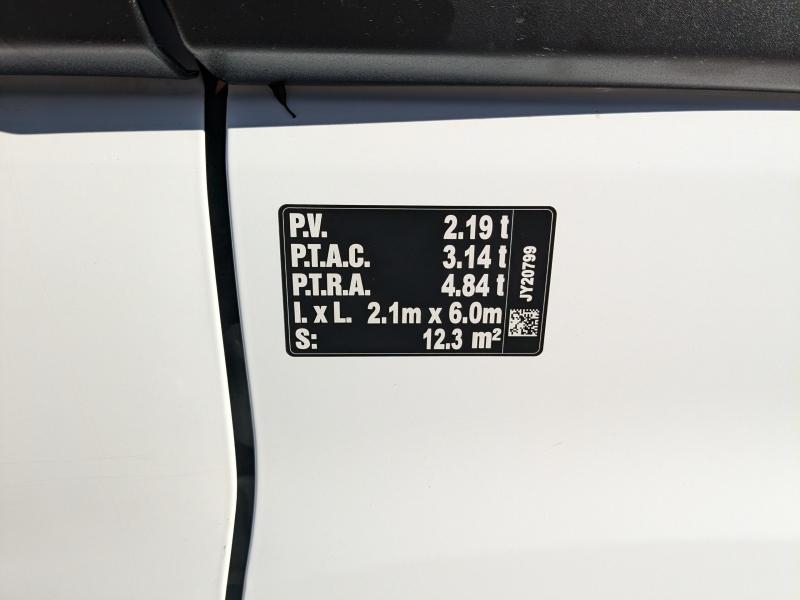 P.V. 2.19 t
P.T.A.C. 3.14 t
P.T.R.A. 4.84 t
l. x L. 2.1m x 6.0m
S: 12.3 m²
JY20799